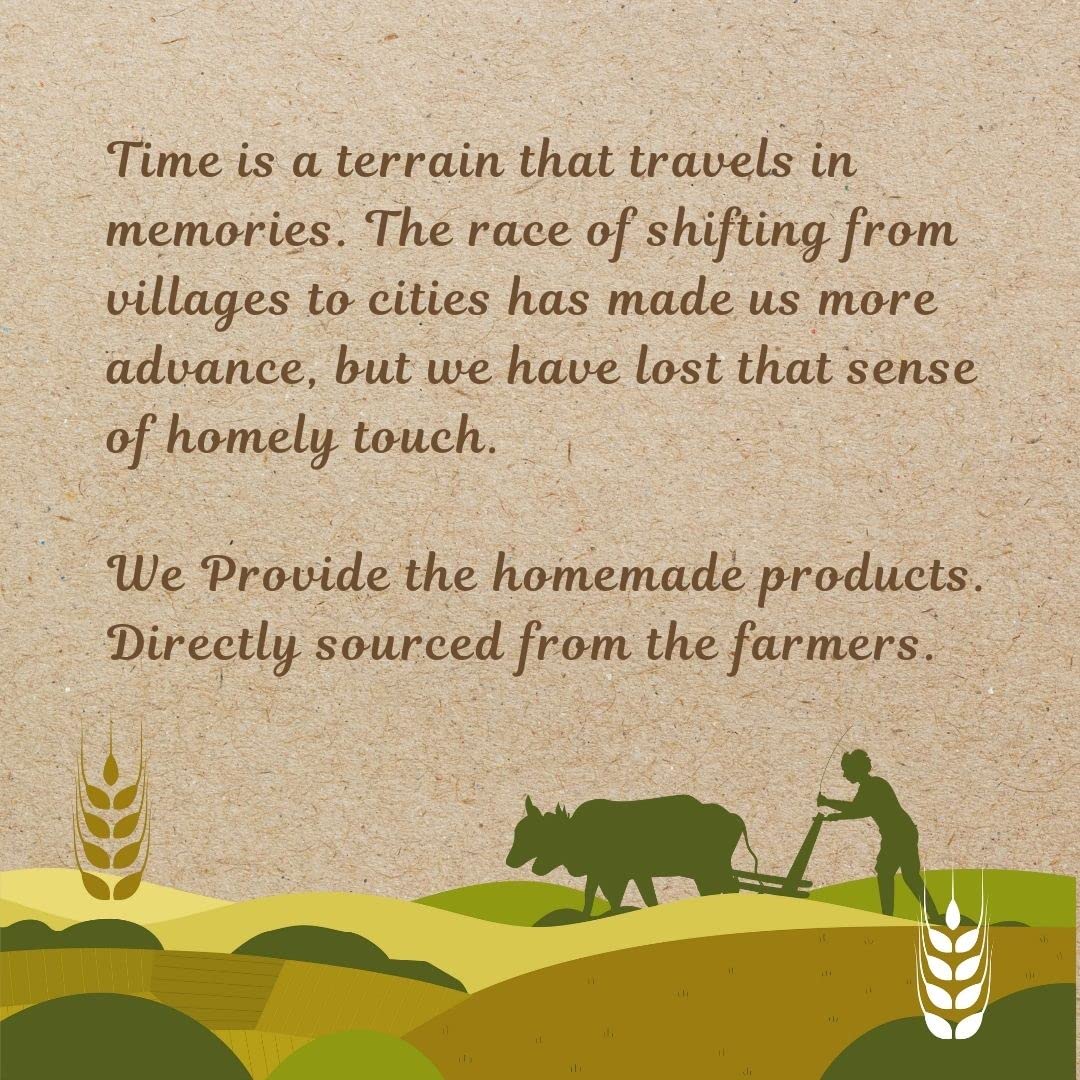 Time is a terrain that travels in
memories. The race of shifting from
villages to cities has made us more
advance, but we have lost that sense
of homely touch.
We Provide the homemade products.
Directly sourced from the farmers.